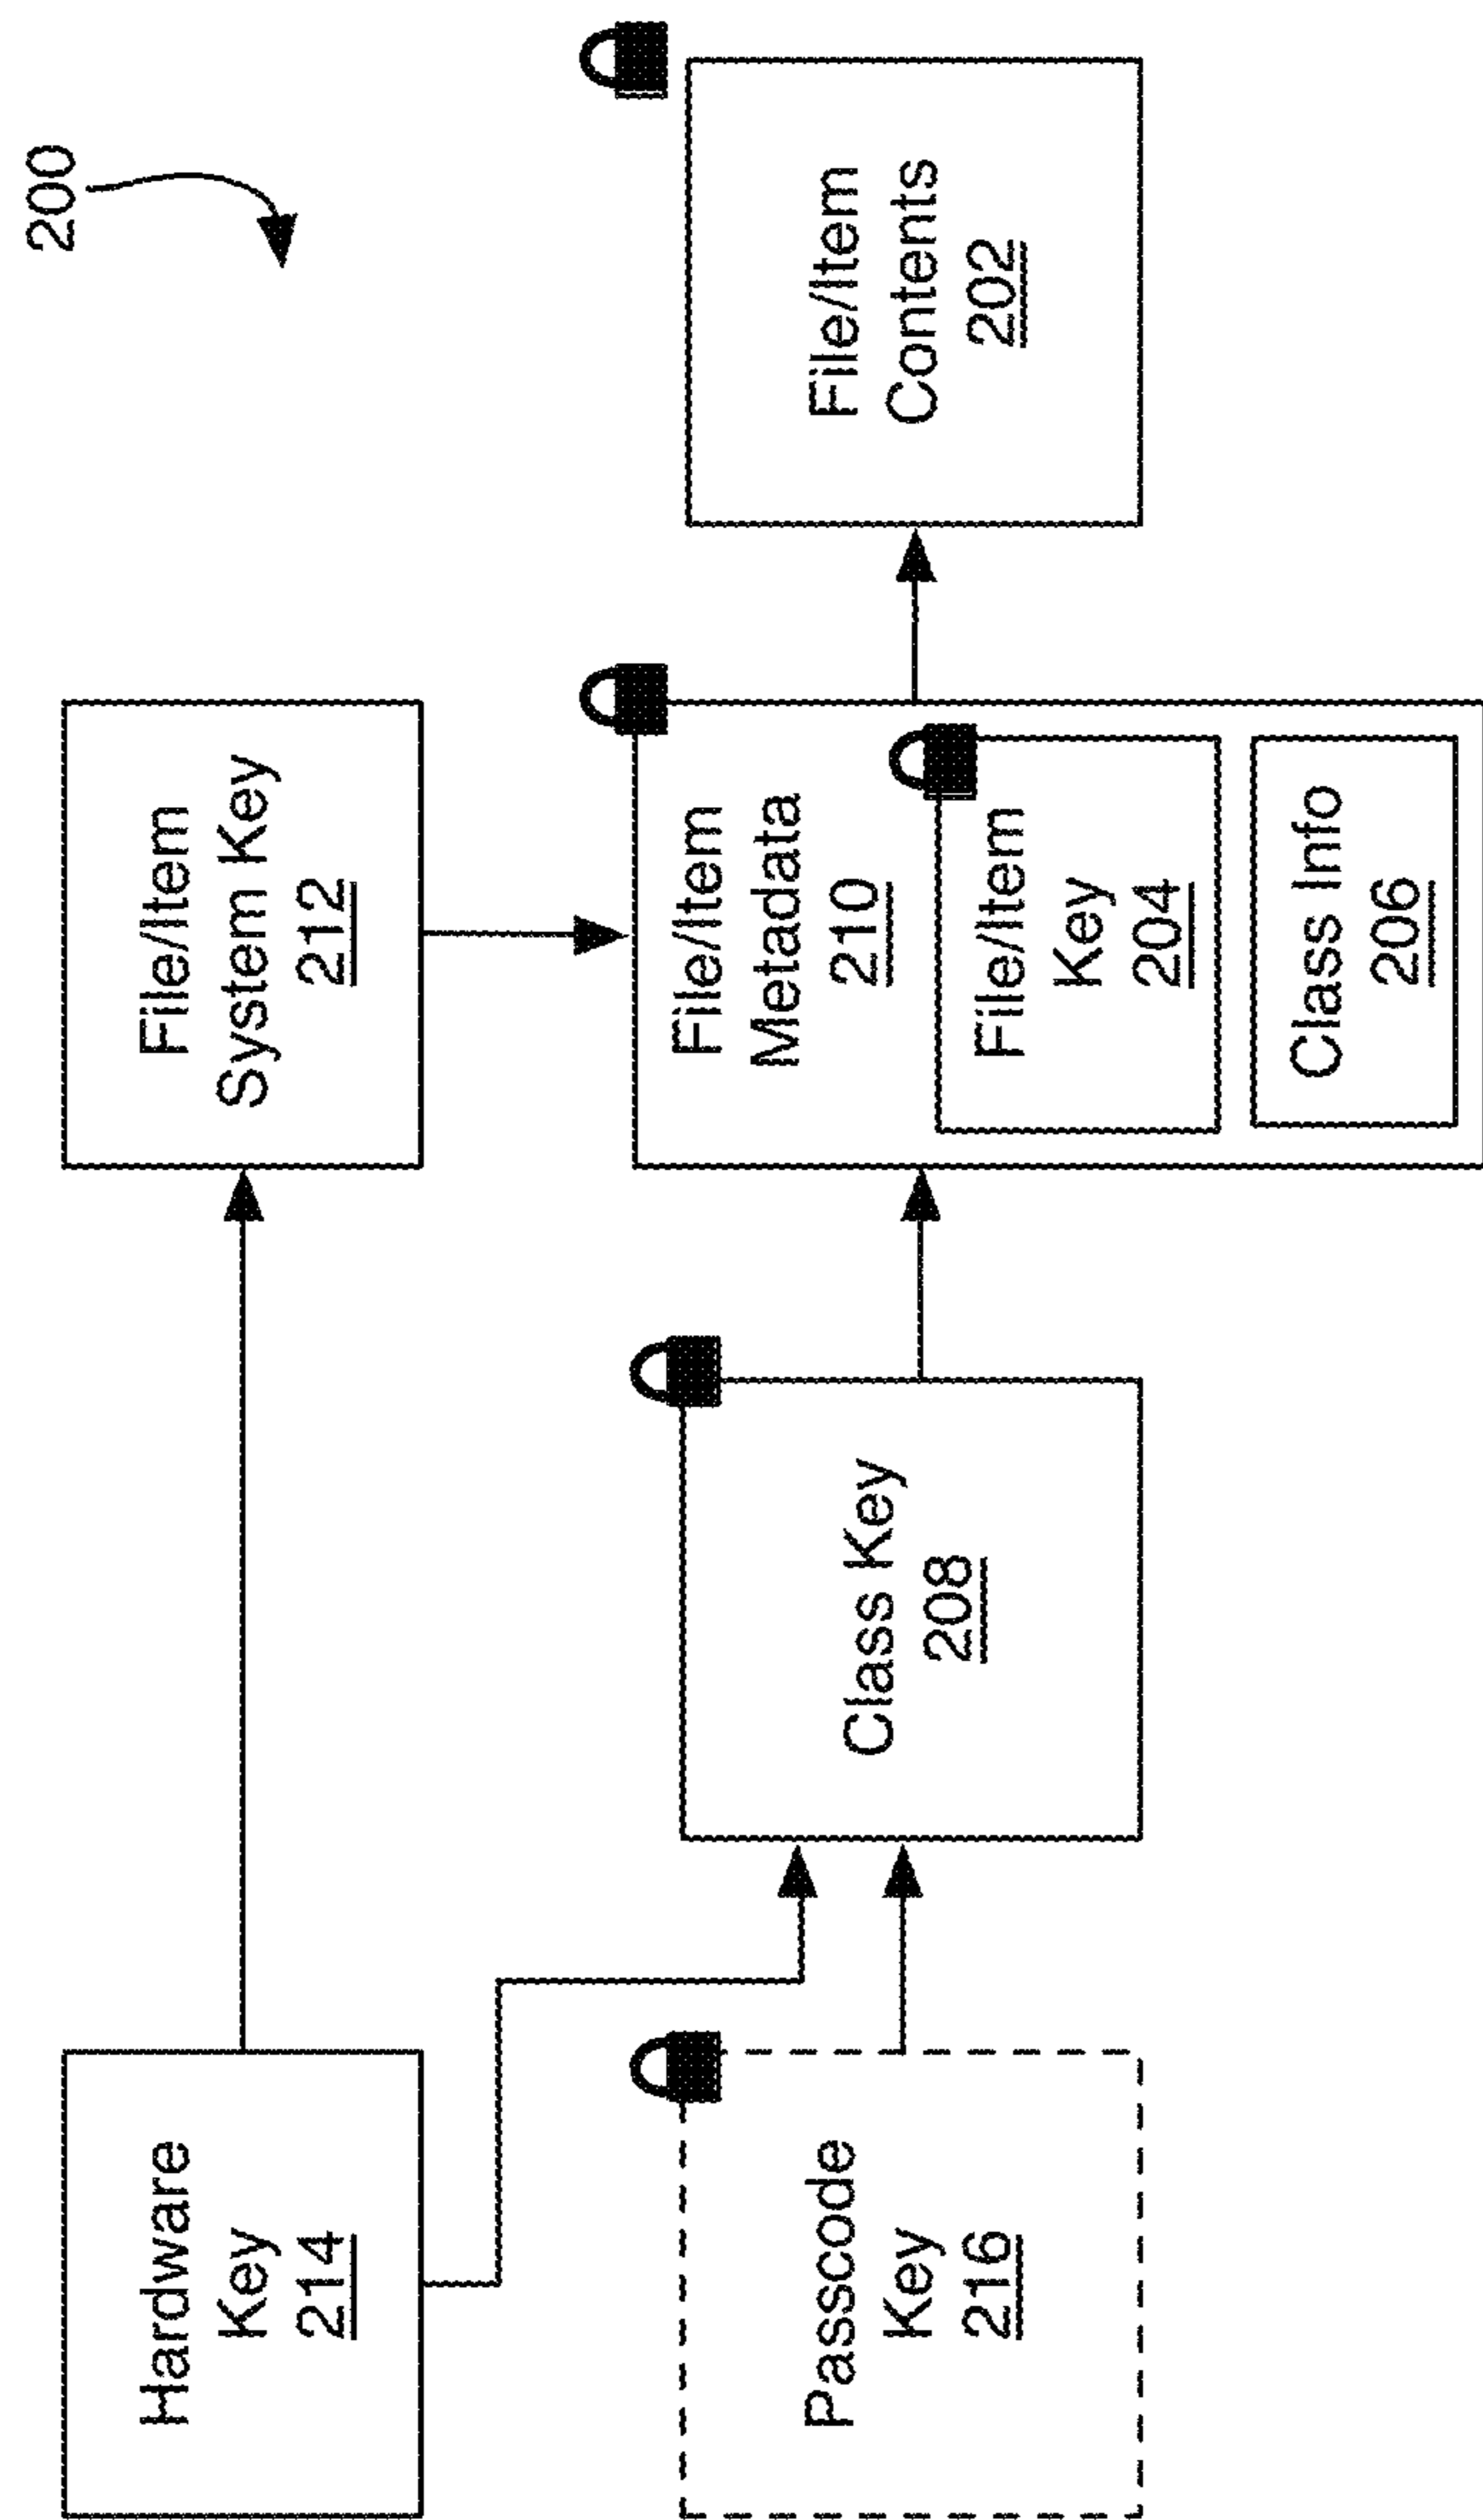 200
Hardware
Key
214
File/Item
System Key
212
Passcode
Key
216
Class Key
208
File/Item
Metadata
210
File/Item
Key
204
Class Info
206
File/Item
Contents
202